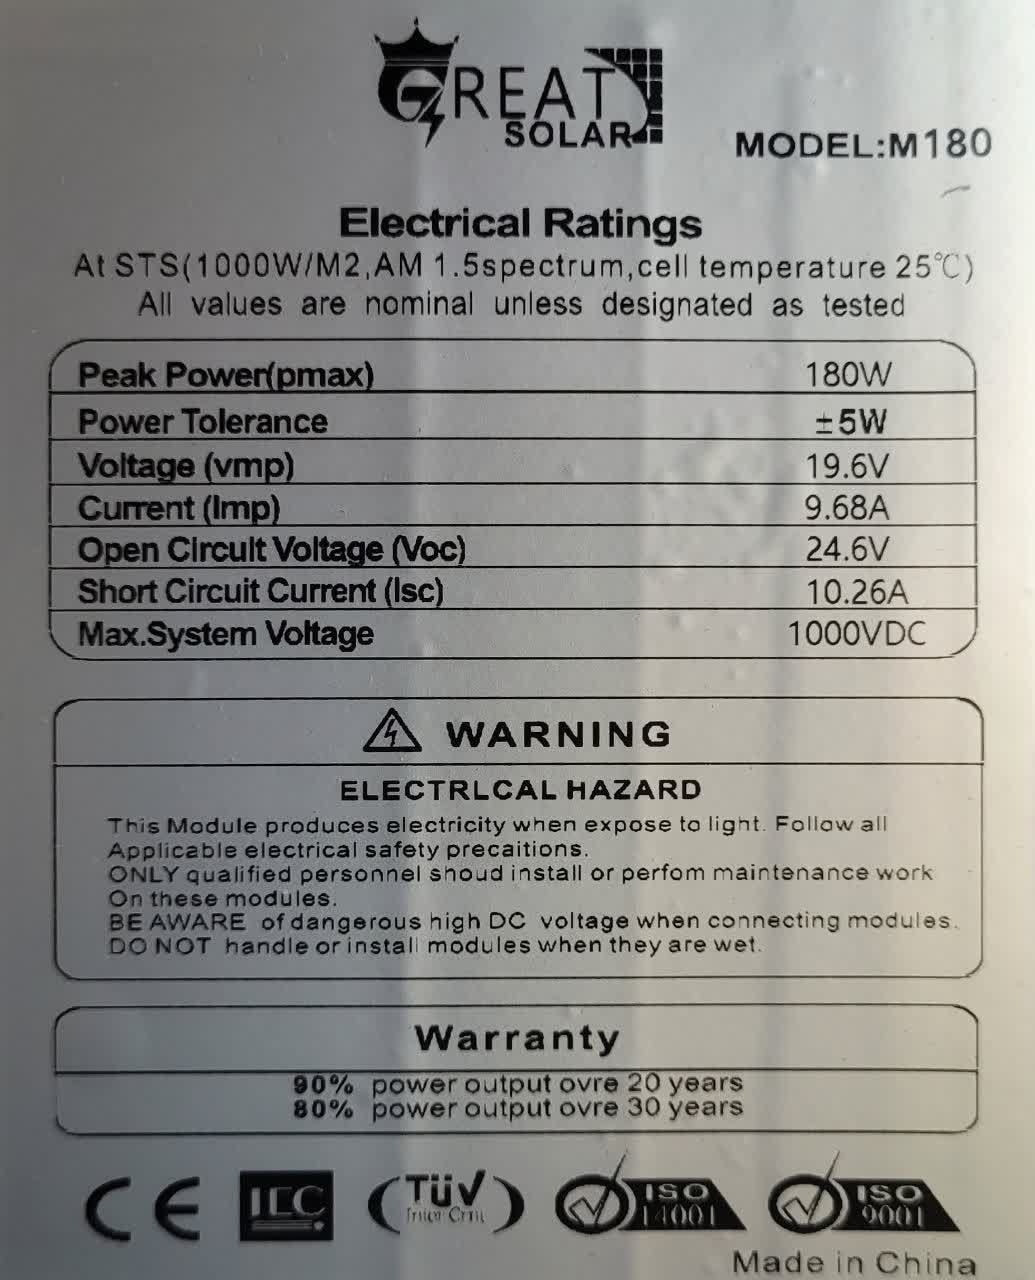 GREAT
SOLAR
MODEL:M180
Electrical Ratings
At STS(1000W/M2,AM 1.5spectrum,cell temperature 25℃)
All values are nominal unless designated as tested
Peak Power(pmax) 180W
Power Tolerance ±5W
Voltage (vmp) 19.6V
Current (Imp) 9.68A
Open Circuit Voltage (Voc) 24.6V
Short Circuit Current (Isc) 10.26A
Max.System Voltage 1000VDC
WARNING
ELECTRLCAL HAZARD
This Module produces electricity when expose to light. Follow all
Applicable electrical safety precaitions.
ONLY qualified personnel shoud install or perfom maintenance work
On these modules.
BE AWARE of dangerous high DC voltage when connecting modules.
DO NOT handle or install modules when they are wet.
Warranty
90% power output ovre 20 years
80% power output ovre 30 years
CE IEC TÜV ISO 14001 ISO 9001
Made in China